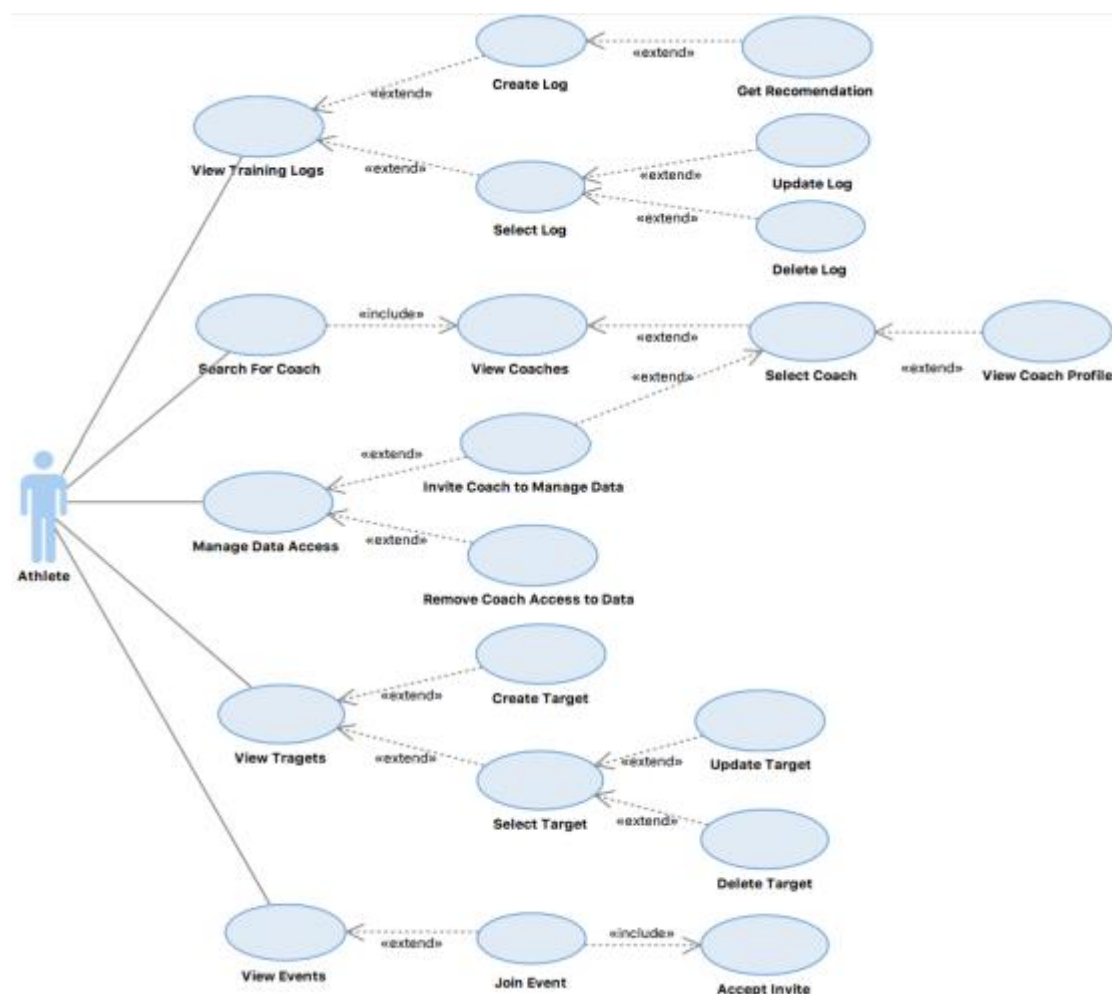 «extend»
Create Log
Get Recomendation
«extend»
View Training Logs
«extend»
Select Log
«extend»
Update Log
«extend»
Delete Log
«include»
Search For Coach
View Coaches
«extend»
Select Coach
«extend»
View Coach Profile
«extend»
«extend»
Invite Coach to Manage Data
Manage Data Access
«extend»
Remove Coach Access to Data
Athlete
«extend»
Create Target
View Tragets
«extend»
Select Target
«extend»
Update Target
«extend»
Delete Target
View Events
«extend»
Join Event
«include»
Accept Invite